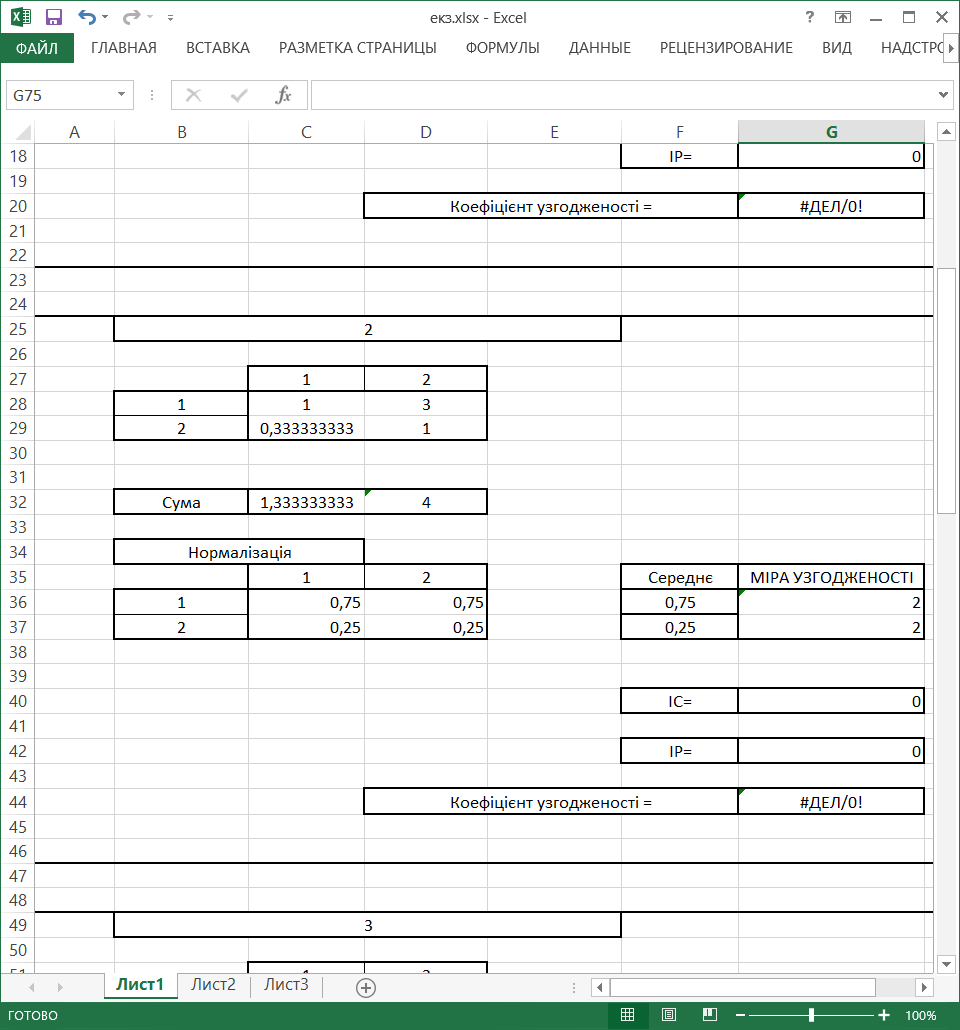 екз.xlsx - Excel
?
ФАЙЛ ГЛАВНАЯ ВСТАВКА РАЗМЕТКА СТРАНИЦЫ ФОРМУЛЫ ДАННЫЕ РЕЦЕНЗИРОВАНИЕ ВИД НАДСТРО
G75 fx
A B C D E F G
18 IP= 0
19
20 Коефіцієнт узгодженості = #ДЕЛ/0!
21
22
23
24
25 2
26
27 1 2
28 1 1 3
29 2 0,333333333 1
30
31
32 Сума 1,333333333 4
33
34 Нормалізація
35 1 2 Середнє МІРА УЗГОДЖЕНОСТІ
36 1 0,75 0,75 0,75 2
37 2 0,25 0,25 0,25 2
38
39
40 IC= 0
41
42 IP= 0
43
44 Коефіцієнт узгодженості = #ДЕЛ/0!
45
46
47
48
49 3
50
51 1 2
Лист1 Лист2 Лист3
ГОТОВО 100%